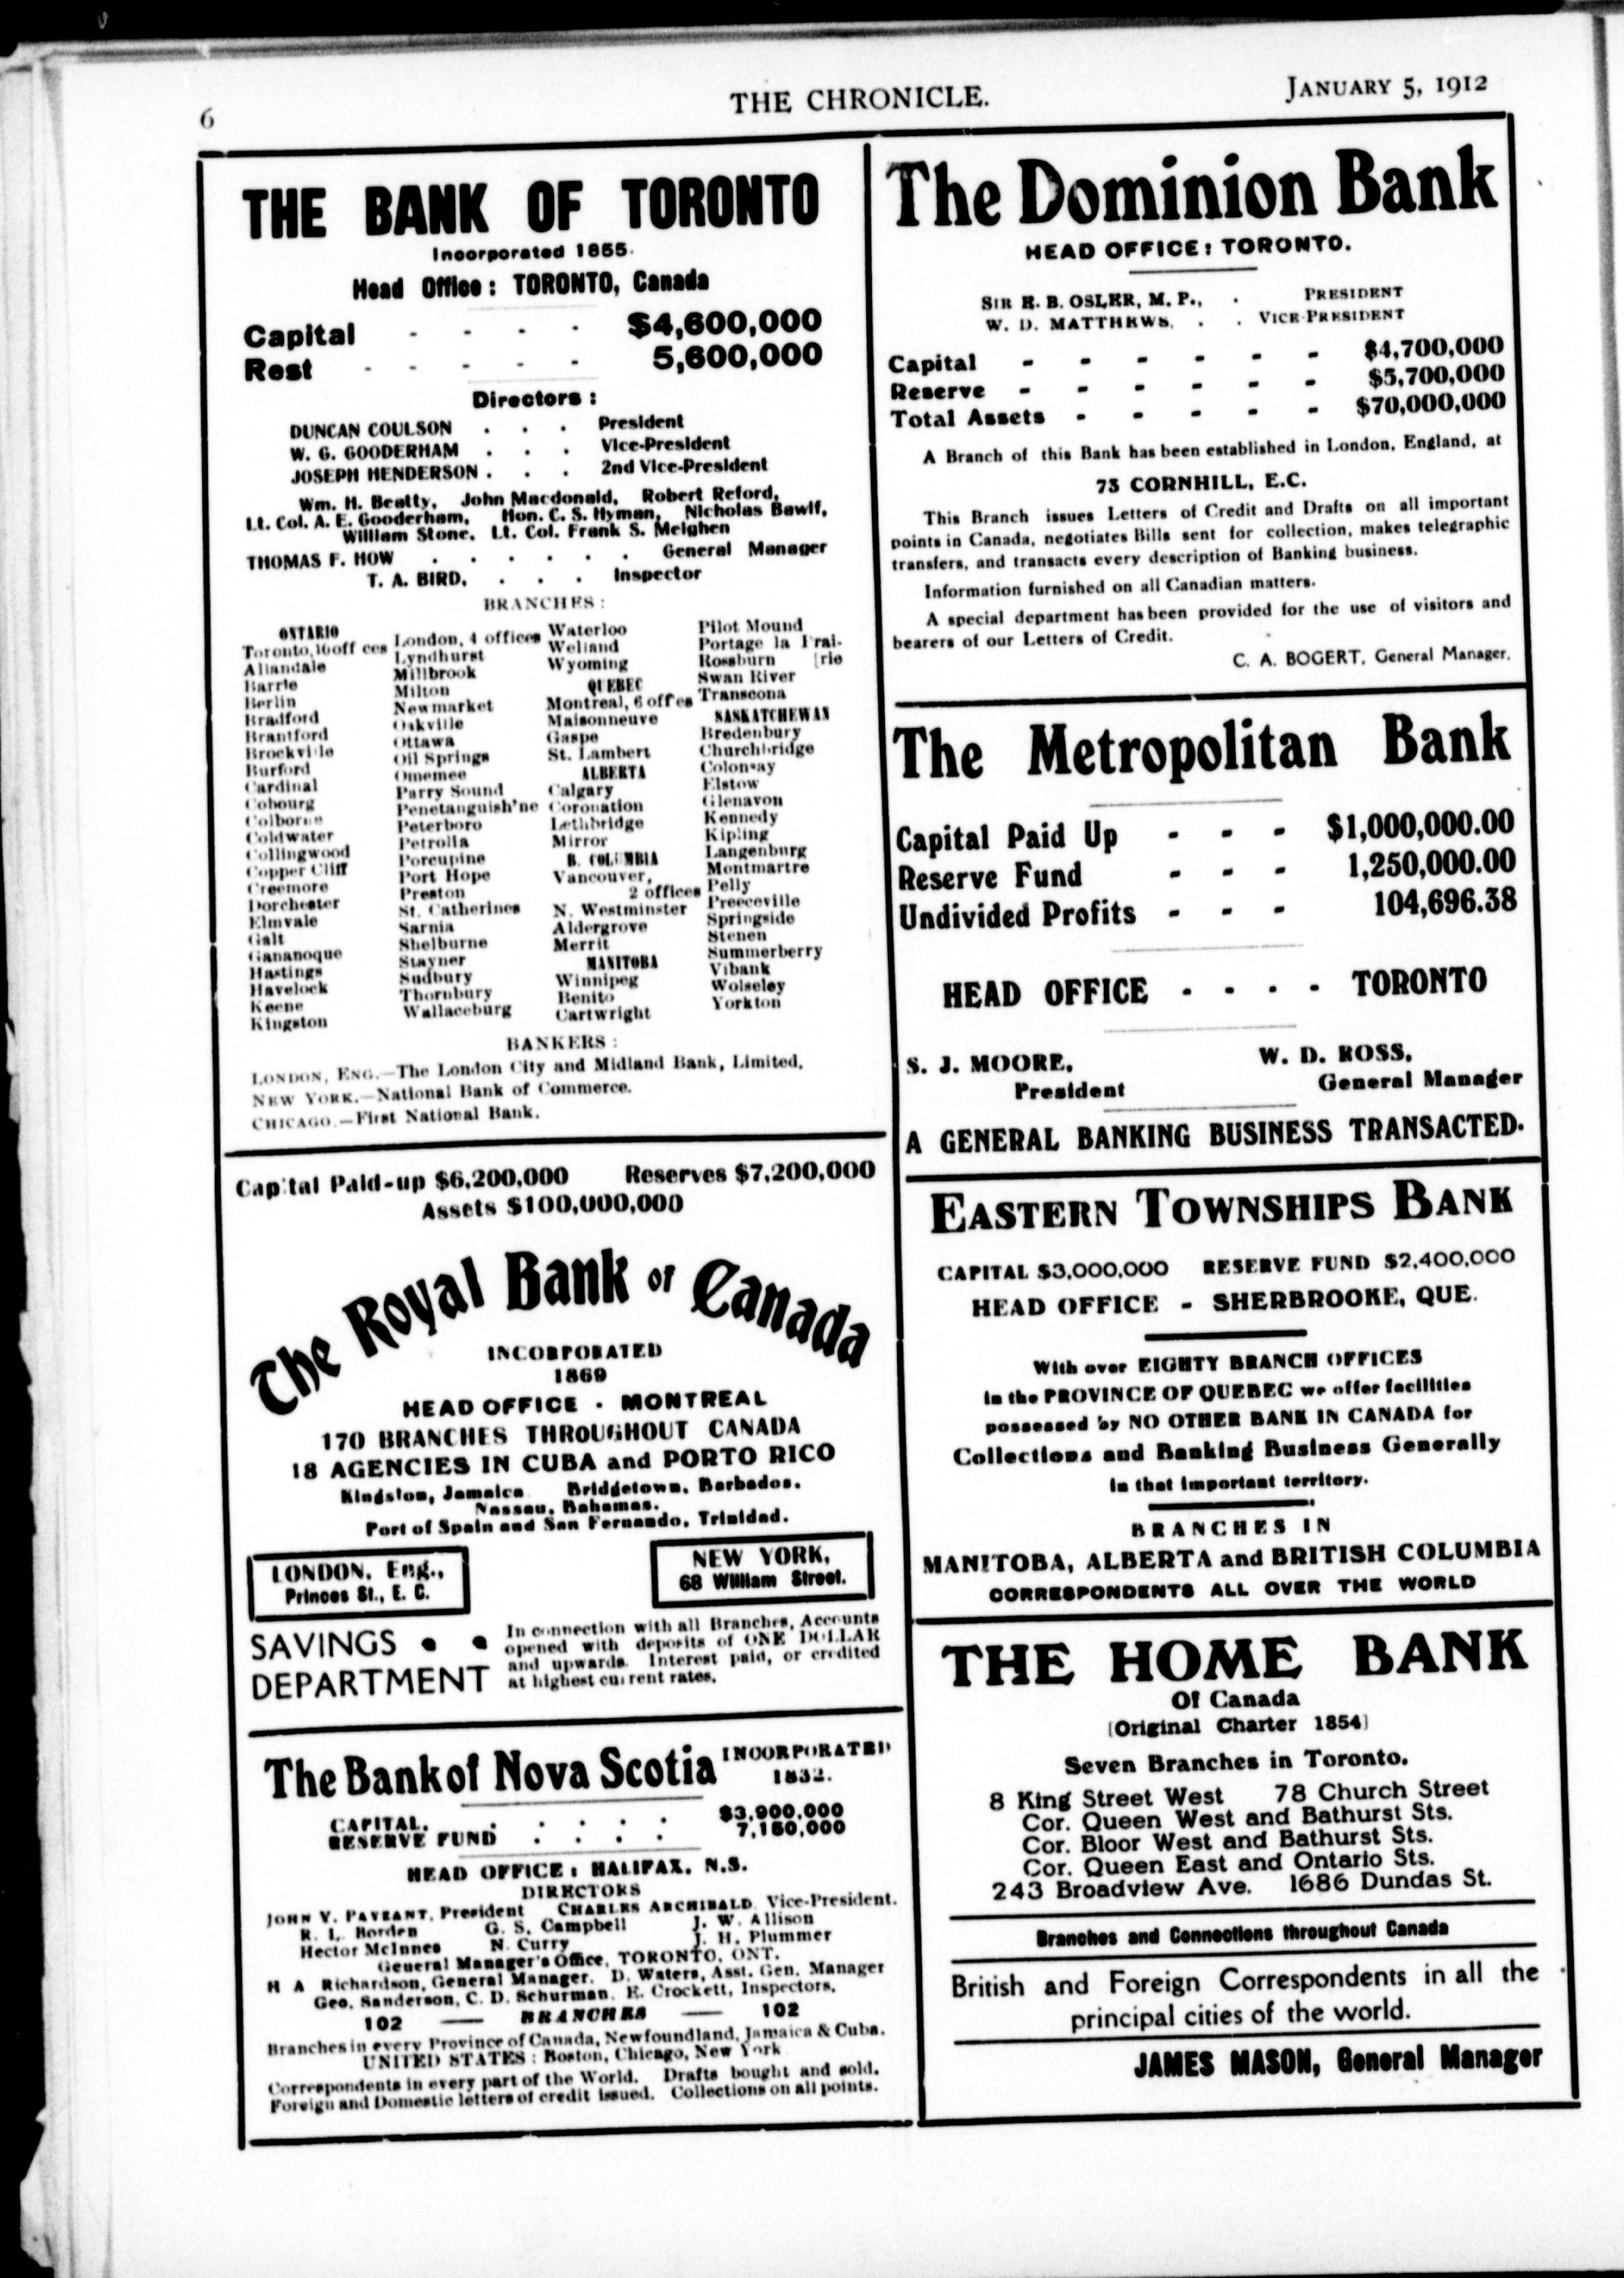 6
THE CHRONICLE.
JANUARY 5, 1912
THE BANK OF TORONTO
Incorporated 1855.
Head Office: TORONTO, Canada
Capital - - - - $4,600,000
Rest - - - - - 5,600,000
Directors:
DUNCAN COULSON . . . President
W. G. GOODERHAM . . . Vice-President
JOSEPH HENDERSON . . . 2nd Vice-President
Wm. H. Beatty, John Macdonald, Robert Reford,
Lt. Col. A. E. Gooderham, Hon. C. S. Hyman, Nicholas Bawlf,
William Stone, Lt. Col. Frank S. Meighen
THOMAS F. HOW . . . . . . General Manager
T. A. BIRD, . . . Inspector
BRANCHES:
ONTARIO
Toronto, 16 off ces
Allandale
Barrie
Berlin
Bradford
Brantford
Brockville
Burford
Cardinal
Cobourg
Colborne
Coldwater
Collingwood
Copper Cliff
Creemore
Dorchester
Elmvale
Galt
Gananoque
Hastings
Havelock
Keene
Kingston
London, 4 offices
Lyndhurst
Millbrook
Milton
Newmarket
Oakville
Ottawa
Oil Springs
Omemee
Parry Sound
Penetanguish'ne
Peterboro
Petrolia
Porcupine
Port Hope
Preston
St. Catherines
Sarnia
Shelburne
Stayner
Sudbury
Thornbury
Wallaceburg
Waterloo
Welland
Wyoming
QUEBEC
Montreal, 6 offces
Maisonneuve
Gaspe
St. Lambert
ALBERTA
Calgary
Coronation
Lethbridge
Mirror
B. COLUMBIA
Vancouver,
2 offices
N. Westminster
Aldergrove
Merrit
MANITOBA
Winnipeg
Benito
Cartwright
Pilot Mound
Portage la Prai-
Rossburn [rie
Swan River
Transcona
SASKATCHEWAN
Bredenbury
Churchbridge
Colonsay
Elstow
Glenavon
Kennedy
Kipling
Langenburg
Montmartre
Pelly
Preeceville
Springside
Stenen
Summerberry
Vibank
Wolseley
Yorkton
BANKERS:
LONDON, ENG.—The London City and Midland Bank, Limited.
NEW YORK.—National Bank of Commerce.
CHICAGO.—First National Bank.
Capital Paid-up $6,200,000 Reserves $7,200,000
Assets $100,000,000
The Royal Bank of Canada
INCORPORATED
1869
HEAD OFFICE - MONTREAL
170 BRANCHES THROUGHOUT CANADA
18 AGENCIES IN CUBA and PORTO RICO
Kingston, Jamaica Bridgetown, Barbados.
Nassau, Bahamas.
Port of Spain and San Fernando, Trinidad.
LONDON, Eng.,
Princes St., E. C.
NEW YORK,
68 William Street.
SAVINGS • •
DEPARTMENT
In connection with all Branches, Accounts
opened with deposits of ONE DOLLAR
and upwards. Interest paid, or credited
at highest current rates.
The Bank of Nova Scotia INCORPORATED
1832.
CAPITAL, . . . . $3,900,000
RESERVE FUND . . . . 7,150,000
HEAD OFFICE: HALIFAX, N.S.
DIRECTORS
JOHN Y. PAYZANT, President CHARLES ARCHIBALD, Vice-President.
R. L. Borden G. S. Campbell J. W. Allison
Hector McInnes N. Curry J. H. Plummer
General Manager's Office, TORONTO, ONT.
H A Richardson, General Manager. D. Waters, Asst. Gen. Manager
Geo. Sanderson, C. D. Schurman, E. Crockett, Inspectors.
102 —— BRANCHES —— 102
Branches in every Province of Canada, Newfoundland, Jamaica & Cuba.
UNITED STATES: Boston, Chicago, New York
Correspondents in every part of the World. Drafts bought and sold.
Foreign and Domestic letters of credit issued. Collections on all points.
The Dominion Bank
HEAD OFFICE: TORONTO.
SIR E. B. OSLER, M. P., . PRESIDENT
W. D. MATTHEWS, . . VICE-PRESIDENT
Capital - - - - - - $4,700,000
Reserve - - - - - - $5,700,000
Total Assets - - - - - $70,000,000
A Branch of this Bank has been established in London, England, at
73 CORNHILL, E.C.
This Branch issues Letters of Credit and Drafts on all important
points in Canada, negotiates Bills sent for collection, makes telegraphic
transfers, and transacts every description of Banking business.
Information furnished on all Canadian matters.
A special department has been provided for the use of visitors and
bearers of our Letters of Credit.
C. A. BOGERT, General Manager.
The Metropolitan Bank
Capital Paid Up - - - $1,000,000.00
Reserve Fund - - - 1,250,000.00
Undivided Profits - - - 104,696.38
HEAD OFFICE - - - - TORONTO
S. J. MOORE,
President
W. D. ROSS,
General Manager
A GENERAL BANKING BUSINESS TRANSACTED.
EASTERN TOWNSHIPS BANK
CAPITAL $3,000,000 RESERVE FUND $2,400,000
HEAD OFFICE - SHERBROOKE, QUE.
With over EIGHTY BRANCH OFFICES
in the PROVINCE OF QUEBEC we offer facilities
possessed by NO OTHER BANK IN CANADA for
Collections and Banking Business Generally
in that important territory.
BRANCHES IN
MANITOBA, ALBERTA and BRITISH COLUMBIA
CORRESPONDENTS ALL OVER THE WORLD
THE HOME BANK
Of Canada
(Original Charter 1854)
Seven Branches in Toronto.
8 King Street West 78 Church Street
Cor. Queen West and Bathurst Sts.
Cor. Bloor West and Bathurst Sts.
Cor. Queen East and Ontario Sts.
243 Broadview Ave. 1686 Dundas St.
Branches and Connections throughout Canada
British and Foreign Correspondents in all the
principal cities of the world.
JAMES MASON, General Manager